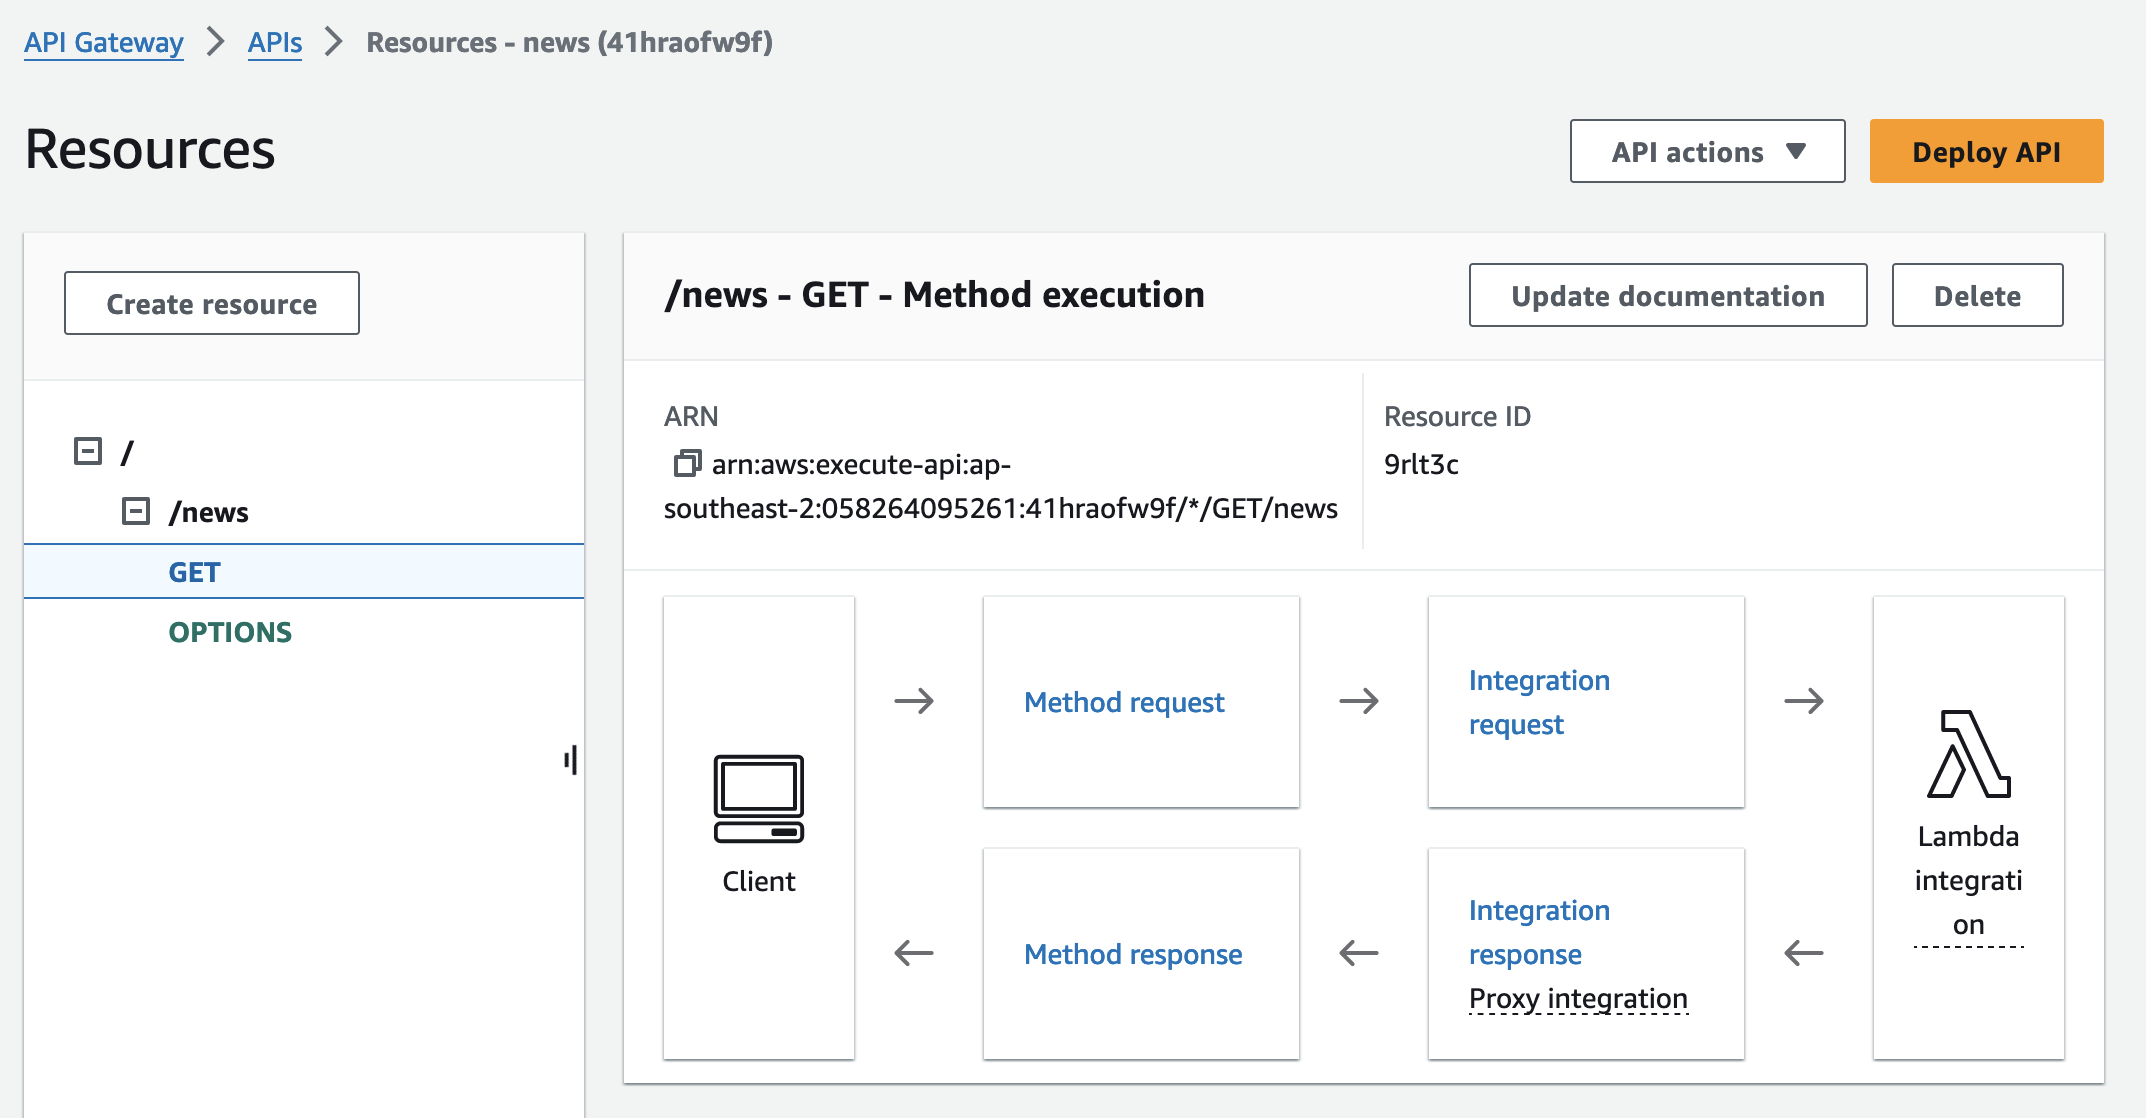 API Gateway > APIs > Resources - news (41hraofw9f)
Resources
API actions ▼
Deploy API
Create resource
/
/news
GET
OPTIONS
/news - GET - Method execution
Update documentation
Delete
ARN
arn:aws:execute-api:ap-
southeast-2:058264095261:41hraofw9f/*/GET/news
Resource ID
9rlt3c
Client
Method request
Integration
request
Lambda
integrati
on
Method response
Integration
response
Proxy integration